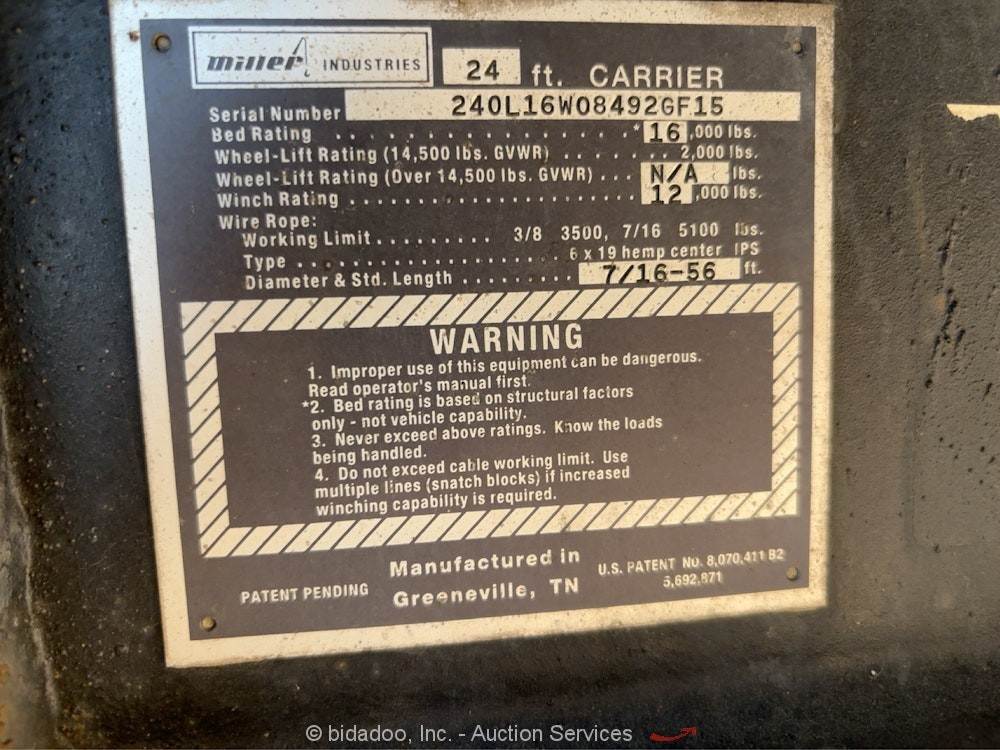 miller INDUSTRIES 24 ft. CARRIER
Serial Number 240L16W08492GF15
Bed Rating . . . . . . . . . . . . . . . . . . . . . . *16,000 lbs.
Wheel-Lift Rating (14,500 lbs. GVWR) . . . . . . . 2,000 lbs.
Wheel-Lift Rating (Over 14,500 lbs. GVWR) . . . N/A lbs.
Winch Rating . . . . . . . . . . . . . . . . . . . . . . 12,000 lbs.
Wire Rope:
Working Limit . . . . . . . . . 3/8 3500, 7/16 5100 lbs.
Type . . . . . . . . . . . . . . . . . . . . 6 x 19 hemp center IPS
Diameter & Std. Length . . . . . . . . 7/16-56 ft.
WARNING
1. Improper use of this equipment can be dangerous.
Read operator's manual first.
*2. Bed rating is based on structural factors
only - not vehicle capability.
3. Never exceed above ratings. Know the loads
being handled.
4. Do not exceed cable working limit. Use
multiple lines (snatch blocks) if increased
winching capability is required.
PATENT PENDING
Manufactured in
Greeneville, TN
U.S. PATENT NO. 8,070,411 B2
5,692,871
© bidadoo, Inc. - Auction Services